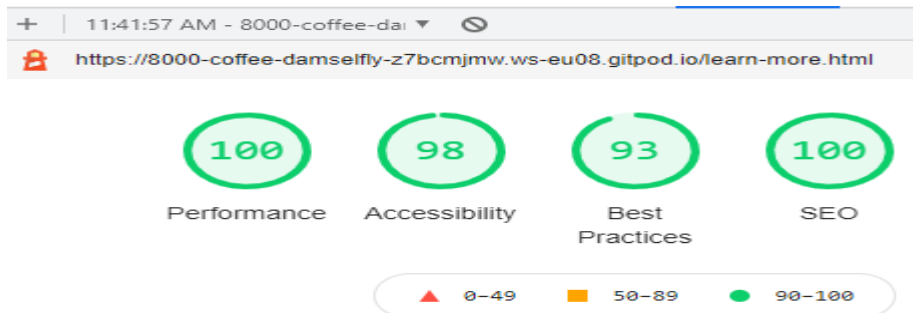 11:41:57 AM - 8000-coffee-da
https://8000-coffee-damselfly-z7bcmjmw.ws-eu08.gitpod.io/learn-more.html
100 98 93 100
Performance Accessibility Best Practices SEO
0–49 50–89 90–100